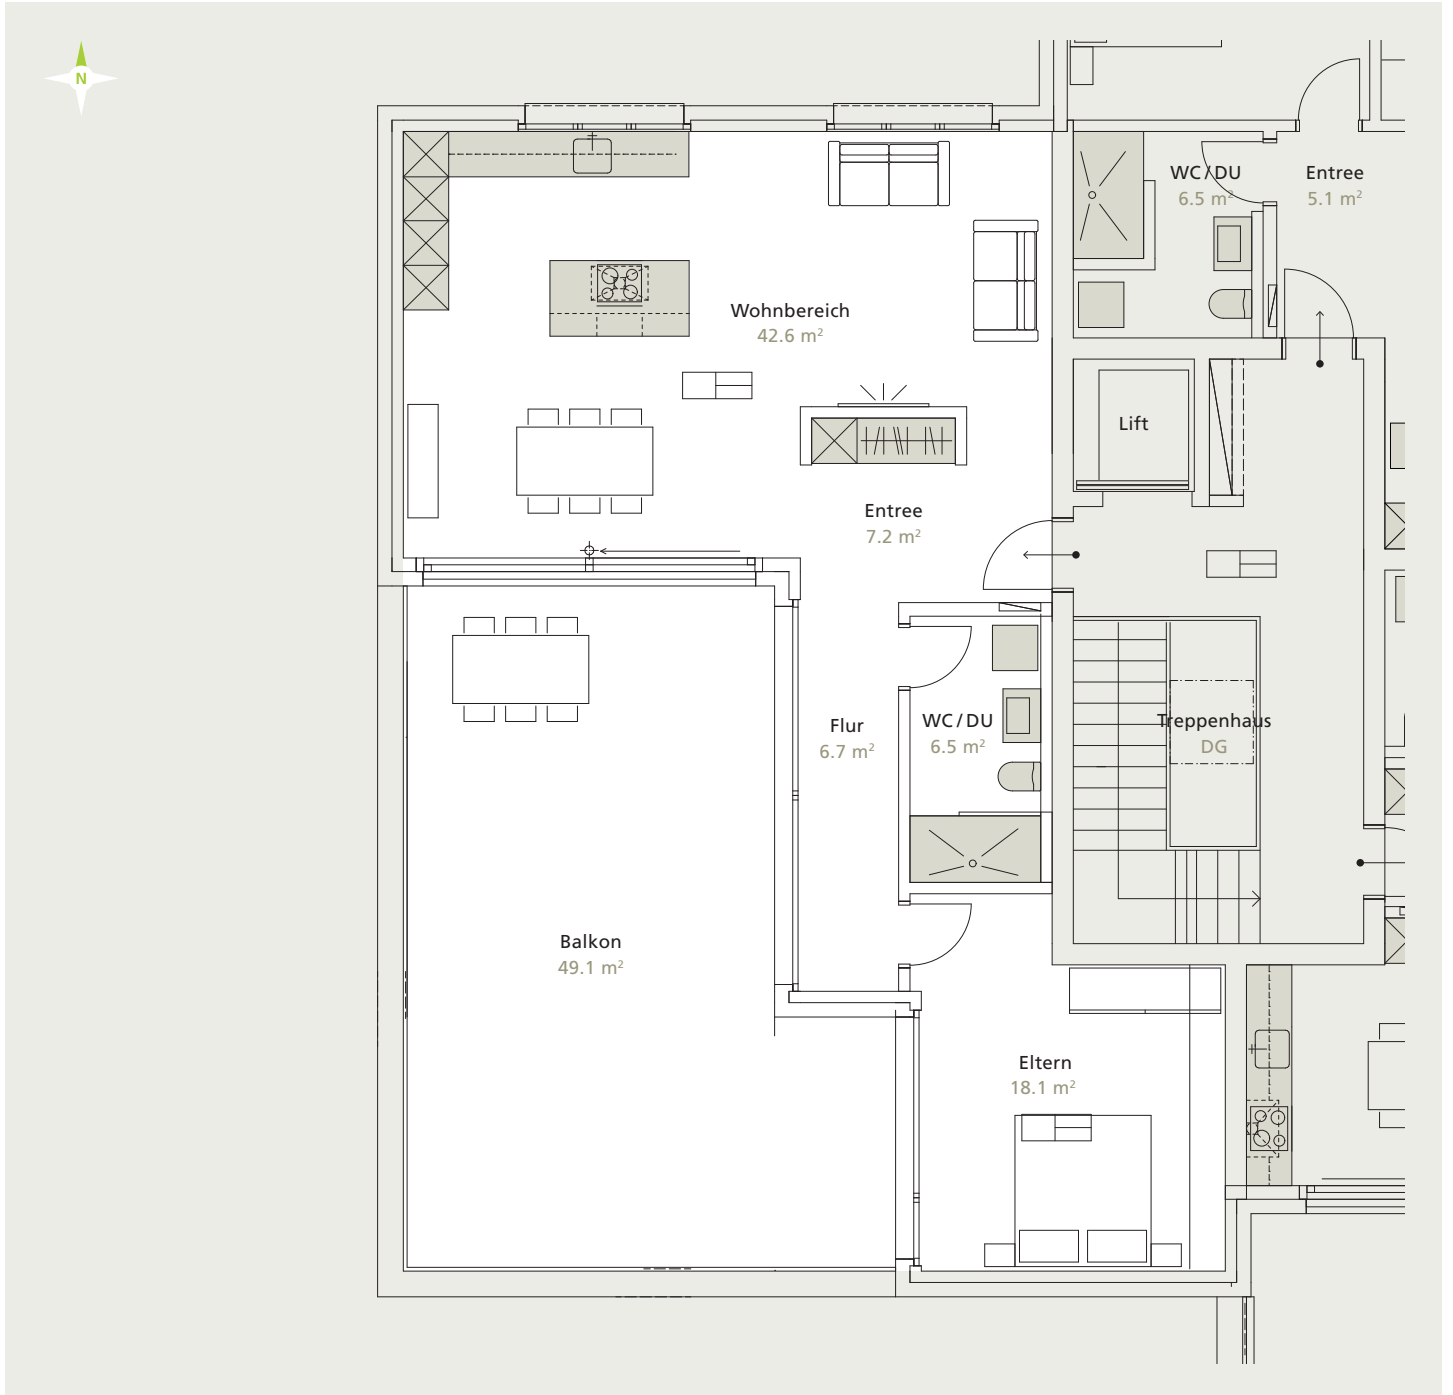 N
WC/DU
6.5 m²
Entree
5.1 m²
Wohnbereich
42.6 m²
Lift
Entree
7.2 m²
Flur
6.7 m²
WC/DU
6.5 m²
Treppenhaus
DG
Balkon
49.1 m²
Eltern
18.1 m²